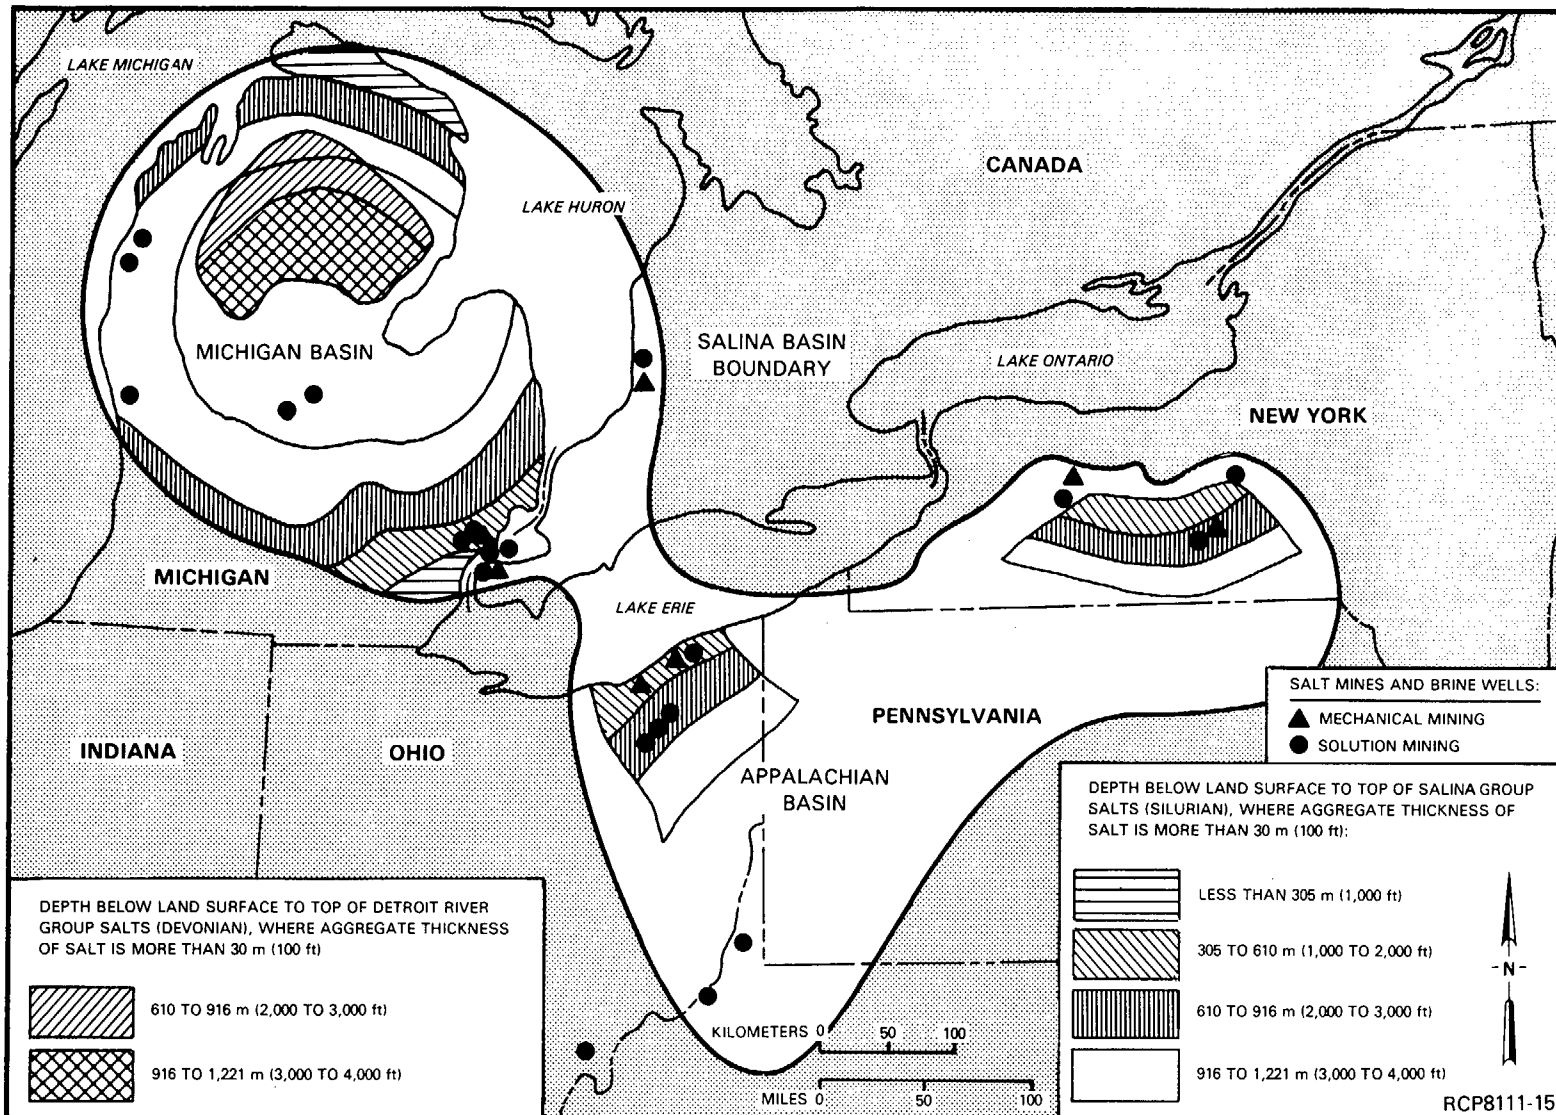 LAKE MICHIGAN
CANADA
LAKE HURON
SALINA BASIN
BOUNDARY
MICHIGAN BASIN
LAKE ONTARIO
NEW YORK
MICHIGAN
LAKE ERIE
PENNSYLVANIA
INDIANA
OHIO
APPALACHIAN
BASIN
SALT MINES AND BRINE WELLS:
MECHANICAL MINING
SOLUTION MINING
DEPTH BELOW LAND SURFACE TO TOP OF SALINA GROUP
SALTS (SILURIAN), WHERE AGGREGATE THICKNESS OF
SALT IS MORE THAN 30 m (100 ft):
LESS THAN 305 m (1,000 ft)
305 TO 610 m (1,000 TO 2,000 ft)
610 TO 916 m (2,000 TO 3,000 ft)
916 TO 1,221 m (3,000 TO 4,000 ft)
-N-
DEPTH BELOW LAND SURFACE TO TOP OF DETROIT RIVER
GROUP SALTS (DEVONIAN), WHERE AGGREGATE THICKNESS
OF SALT IS MORE THAN 30 m (100 ft)
610 TO 916 m (2,000 TO 3,000 ft)
916 TO 1,221 m (3,000 TO 4,000 ft)
KILOMETERS 0 50 100
MILES 0 50 100
RCP8111-15